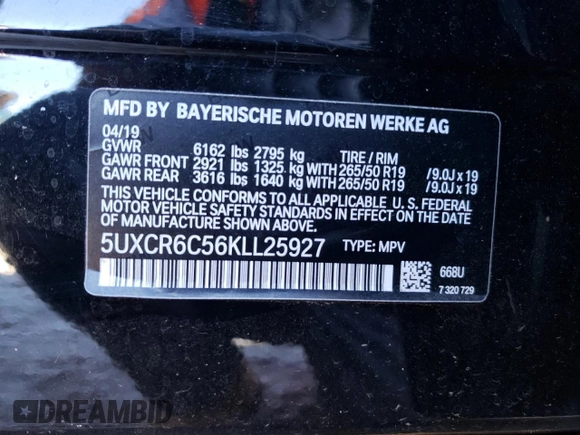 MFD BY BAYERISCHE MOTOREN WERKE AG
04/19
GVWR 6162 lbs 2795 kg TIRE / RIM
GAWR FRONT 2921 lbs 1325 kg WITH 265/50 R19 / 9.0J x 19
GAWR REAR 3616 lbs 1640 kg WITH 265/50 R19 / 9.0J x 19
THIS VEHICLE CONFORMS TO ALL APPLICABLE U. S. FEDERAL
MOTOR VEHICLE SAFETY STANDARDS IN EFFECT ON THE DATE
OF MANUFACTURE SHOWN ABOVE.
5UXCR6C56KLL25927 TYPE: MPV
668U
7 320 729
DREAMBID